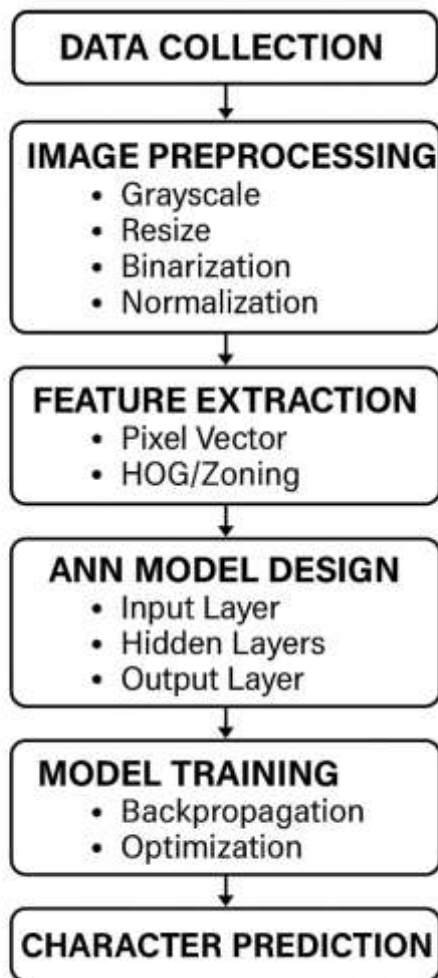 DATA COLLECTION
IMAGE PREPROCESSING
• Grayscale
• Resize
• Binarization
• Normalization
FEATURE EXTRACTION
• Pixel Vector
• HOG/Zoning
ANN MODEL DESIGN
• Input Layer
• Hidden Layers
• Output Layer
MODEL TRAINING
• Backpropagation
• Optimization
CHARACTER PREDICTION